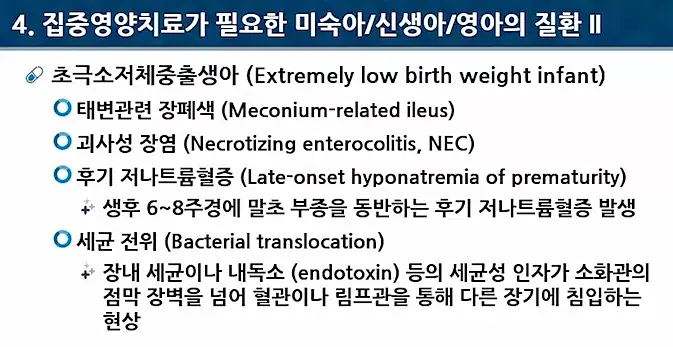 4. 집중영양치료가 필요한 미숙아/신생아/영아의 질환 II
초극소저체중출생아 (Extremely low birth weight infant)
태변관련 장폐색 (Meconium-related ileus)
괴사성 장염 (Necrotizing enterocolitis, NEC)
후기 저나트륨혈증 (Late-onset hyponatremia of prematurity)
생후 6~8주경에 말초 부종을 동반하는 후기 저나트륨혈증 발생
세균 전위 (Bacterial translocation)
장내 세균이나 내독소 (endotoxin) 등의 세균성 인자가 소화관의
점막 장벽을 넘어 혈관이나 림프관을 통해 다른 장기에 침입하는
현상